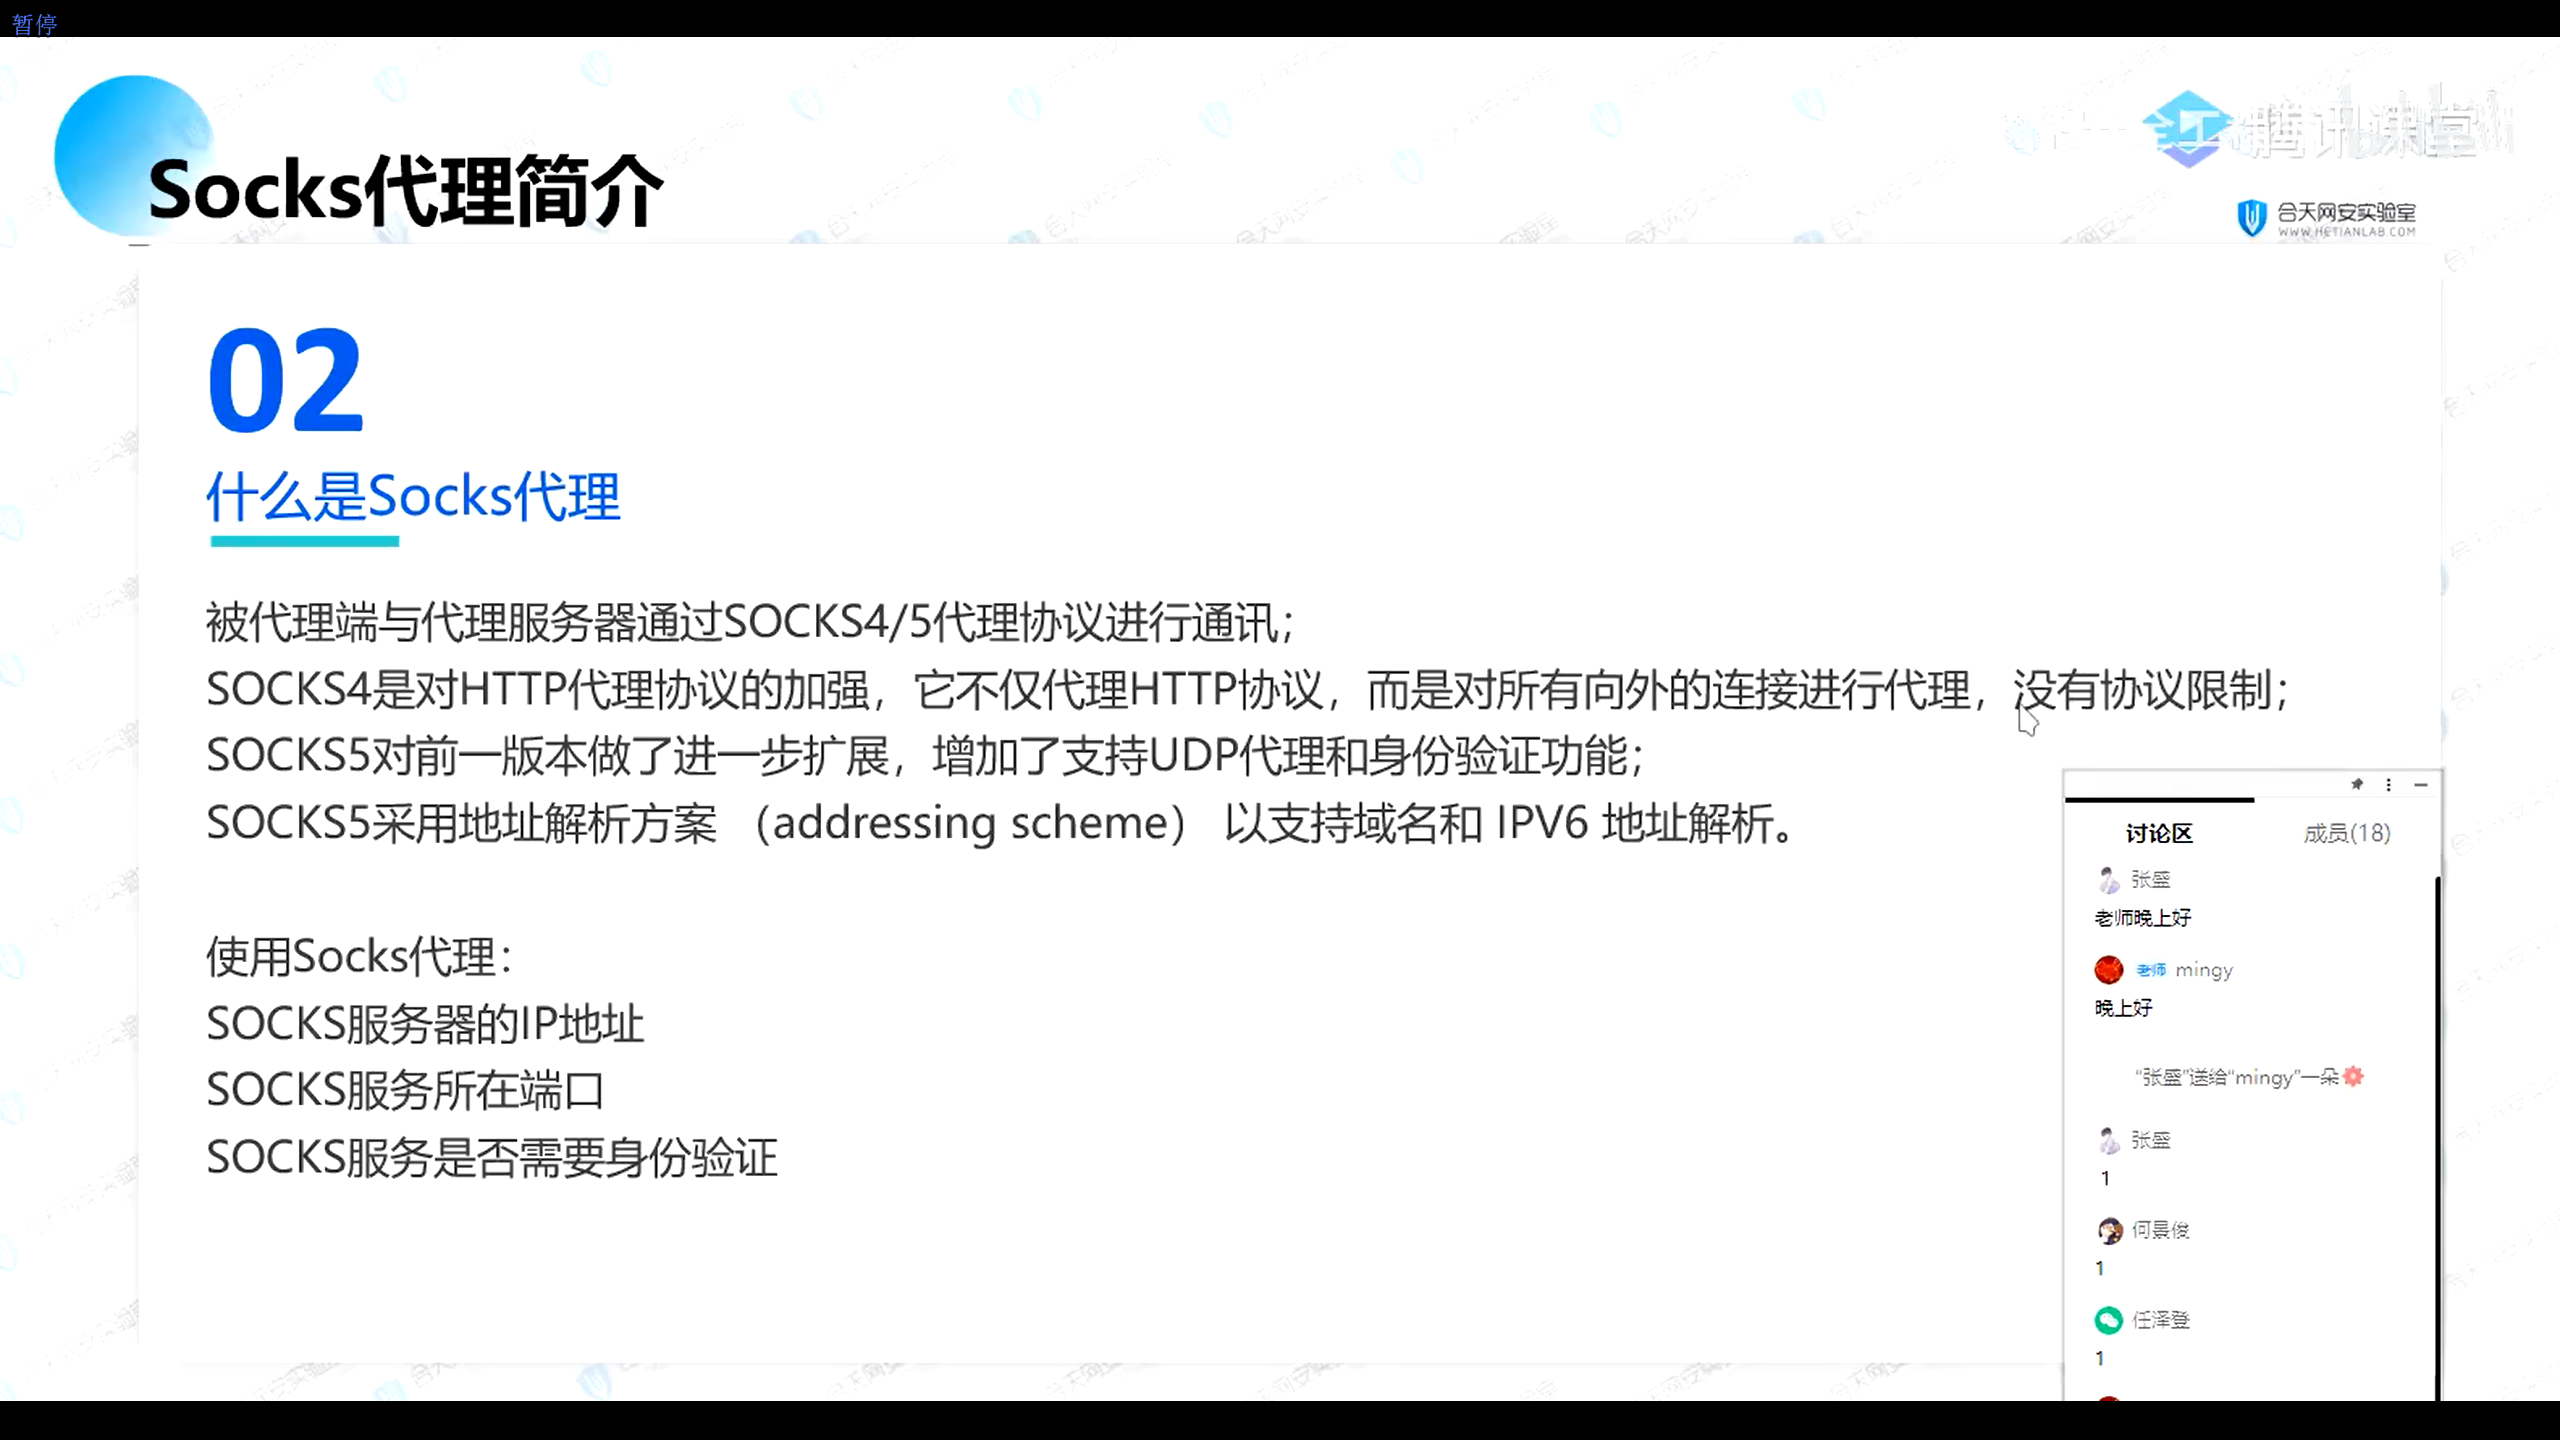 暂停
Socks代理简介
腾讯课堂
合天网安实验室
WWW.HETIANLAB.COM
02
什么是Socks代理
被代理端与代理服务器通过SOCKS4/5代理协议进行通讯；
SOCKS4是对HTTP代理协议的加强，它不仅代理HTTP协议，而是对所有向外的连接进行代理，没有协议限制；
SOCKS5对前一版本做了进一步扩展，增加了支持UDP代理和身份验证功能；
SOCKS5采用地址解析方案 （addressing scheme） 以支持域名和 IPV6 地址解析。
使用Socks代理：
SOCKS服务器的IP地址
SOCKS服务所在端口
SOCKS服务是否需要身份验证
讨论区 成员(18)
张盛
老师晚上好
老师 mingy
晚上好
“张盛”送给“mingy”一朵
张盛
1
何景俊
1
任泽登
1